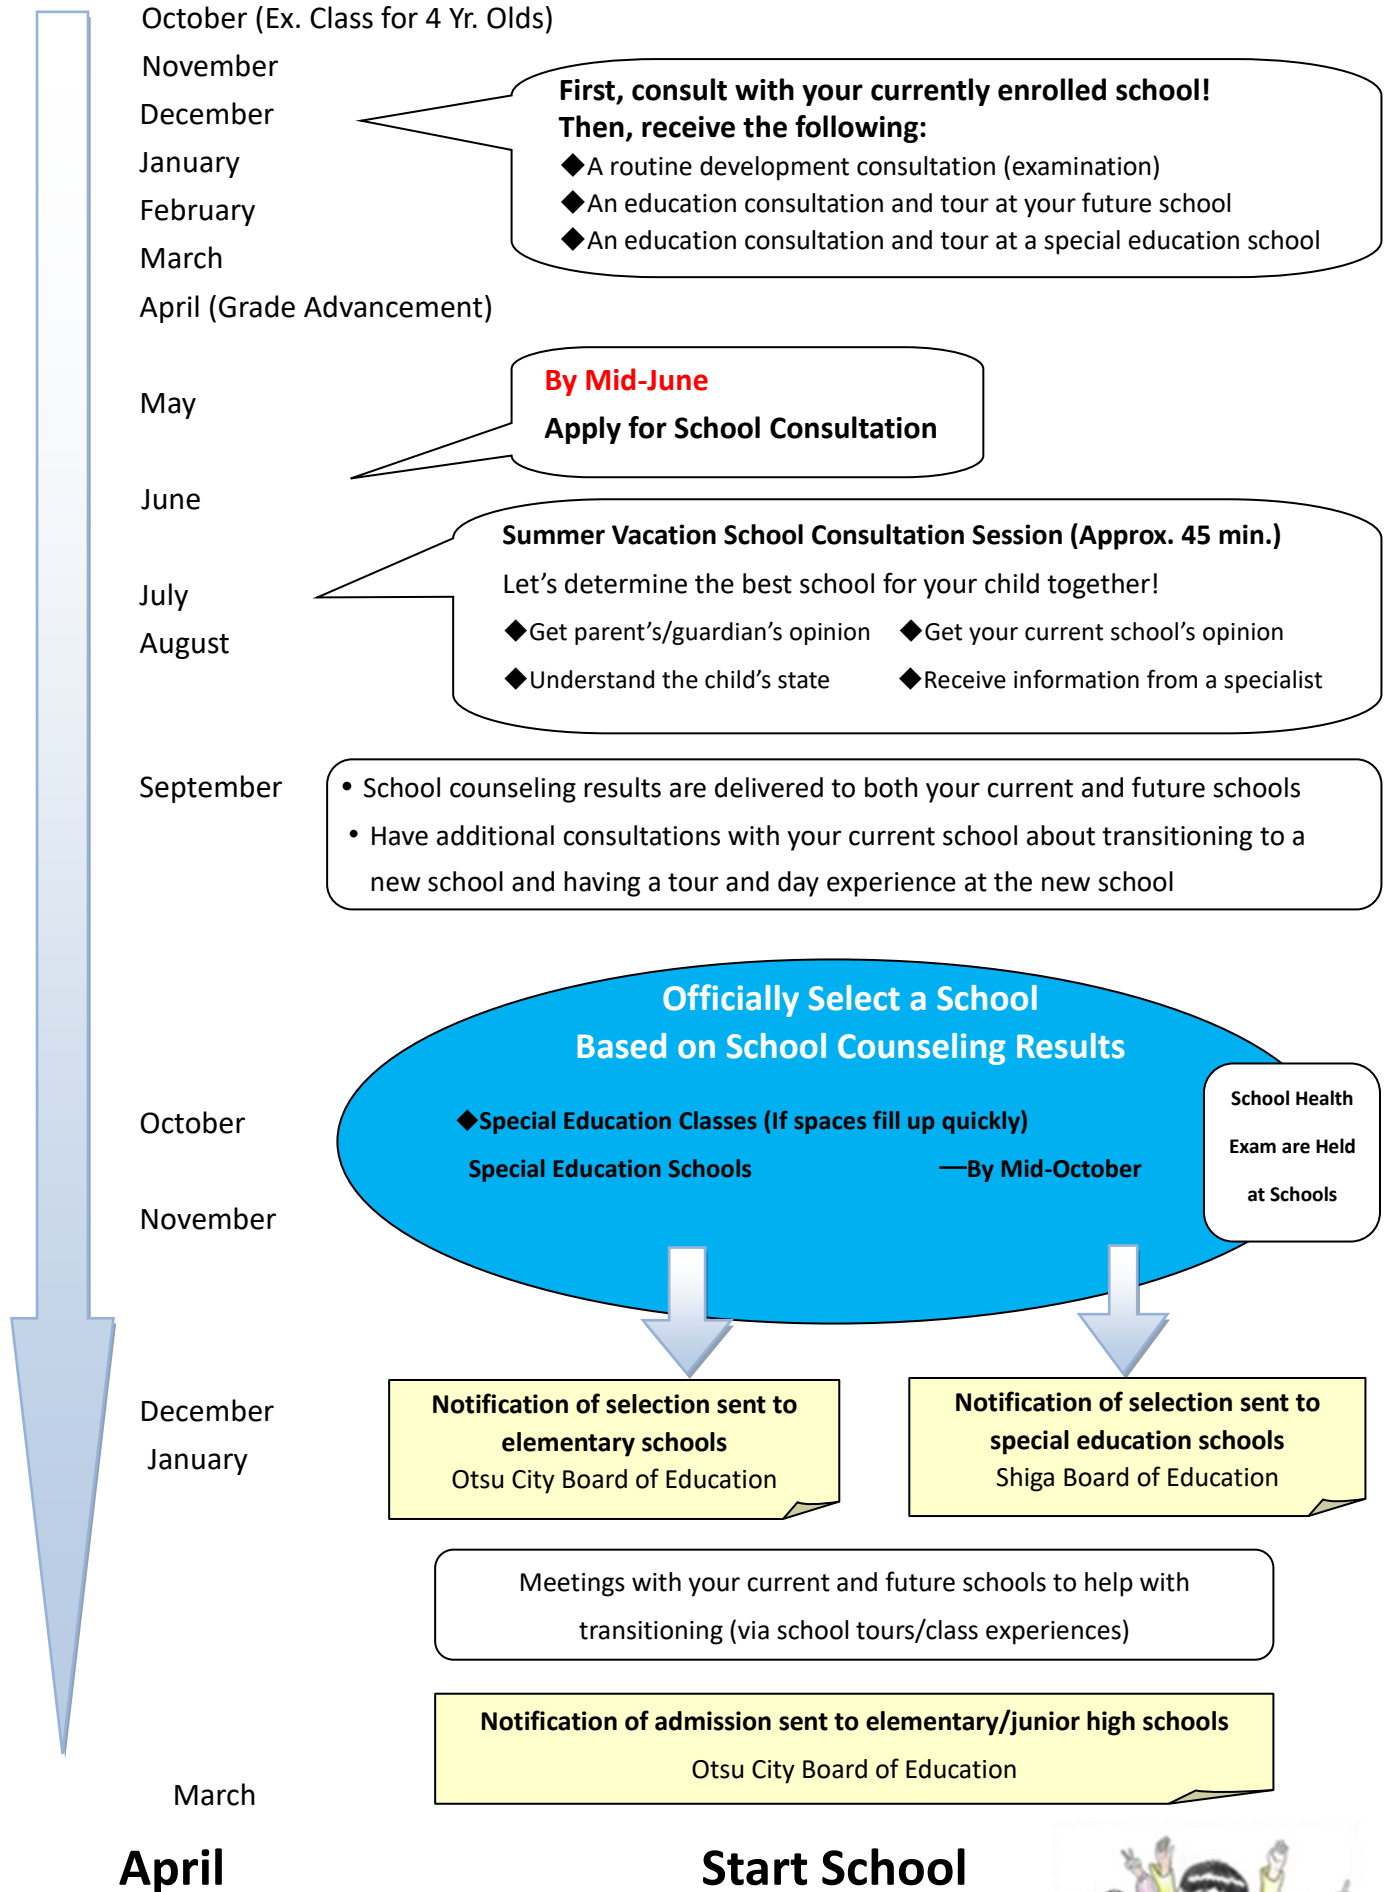 October (Ex. Class for 4 Yr. Olds)
November
December
January
February
March
April (Grade Advancement)
First, consult with your currently enrolled school!
Then, receive the following:
◆A routine development consultation (examination)
◆An education consultation and tour at your future school
◆An education consultation and tour at a special education school
May
By Mid-June
Apply for School Consultation
June
July
August
Summer Vacation School Consultation Session (Approx. 45 min.)
Let’s determine the best school for your child together!
◆Get parent’s/guardian’s opinion ◆Get your current school’s opinion
◆Understand the child’s state ◆Receive information from a specialist
September
• School counseling results are delivered to both your current and future schools
• Have additional consultations with your current school about transitioning to a
new school and having a tour and day experience at the new school
Officially Select a School
Based on School Counseling Results
October
◆Special Education Classes (If spaces fill up quickly)
Special Education Schools —By Mid-October
School Health
Exam are Held
at Schools
November
December
January
Notification of selection sent to
elementary schools
Otsu City Board of Education
Notification of selection sent to
special education schools
Shiga Board of Education
Meetings with your current and future schools to help with
transitioning (via school tours/class experiences)
Notification of admission sent to elementary/junior high schools
Otsu City Board of Education
March
April Start School